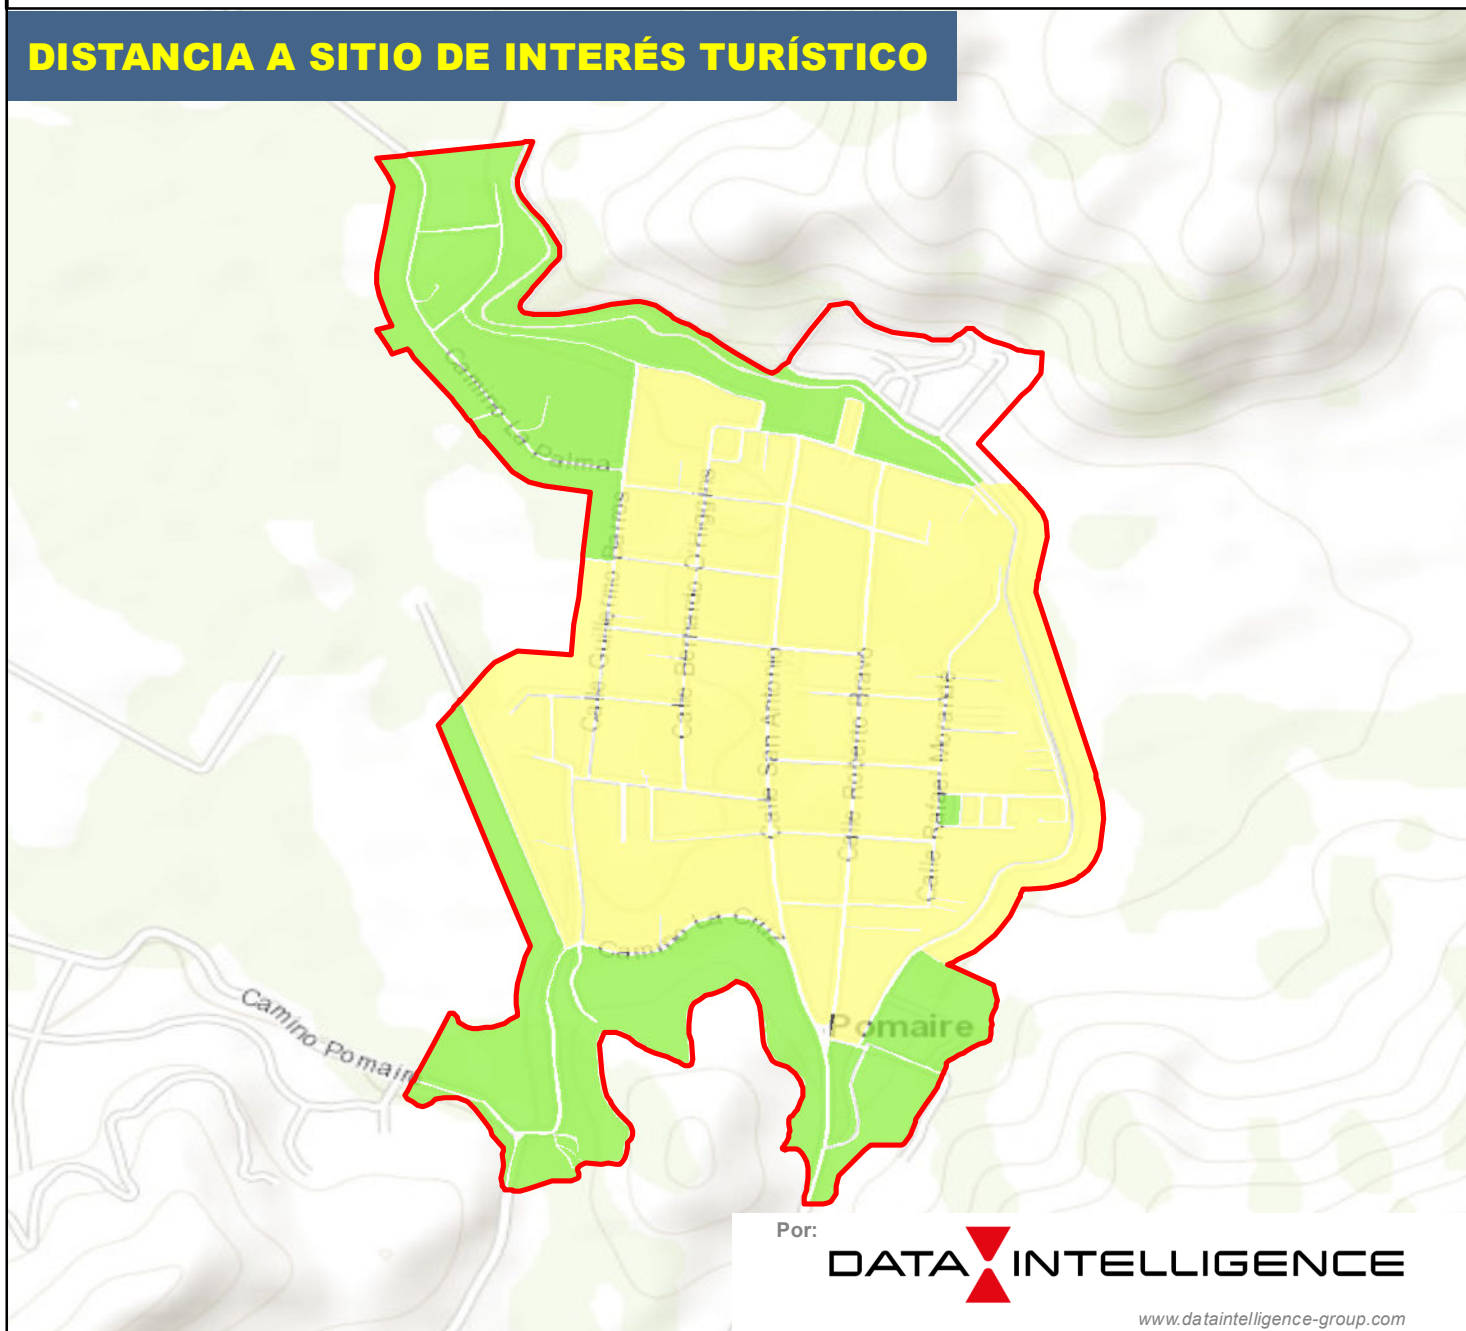 DISTANCIA A SITIO DE INTERÉS TURÍSTICO
Camino La Palma
Calle Guillermo Barros
Calle Bernardo O'Higgins
Calle San Antonio
Calle Roberto Bravo
Calle Rafael Morandé
Camino La Cruz
Camino Pomaire
Pomaire
Por:
DATA INTELLIGENCE
www.dataintelligence-group.com